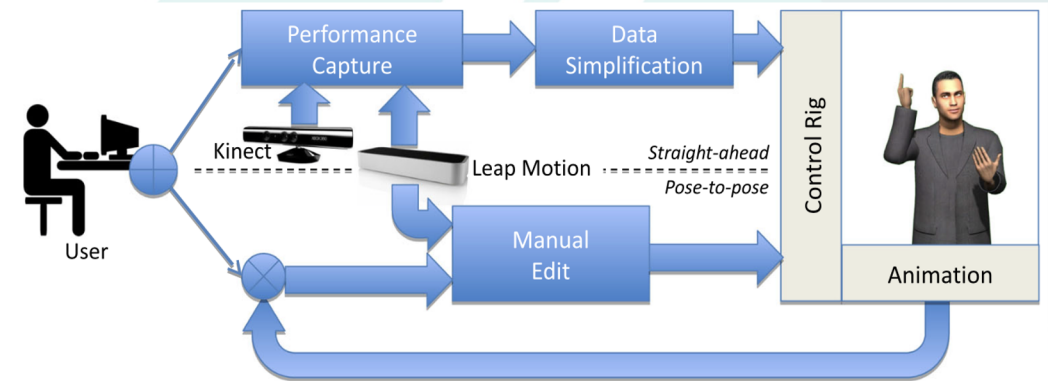 Performance
Capture
Data
Simplification
Control Rig
Kinect
Leap Motion
Straight-ahead
Pose-to-pose
User
Manual
Edit
Animation